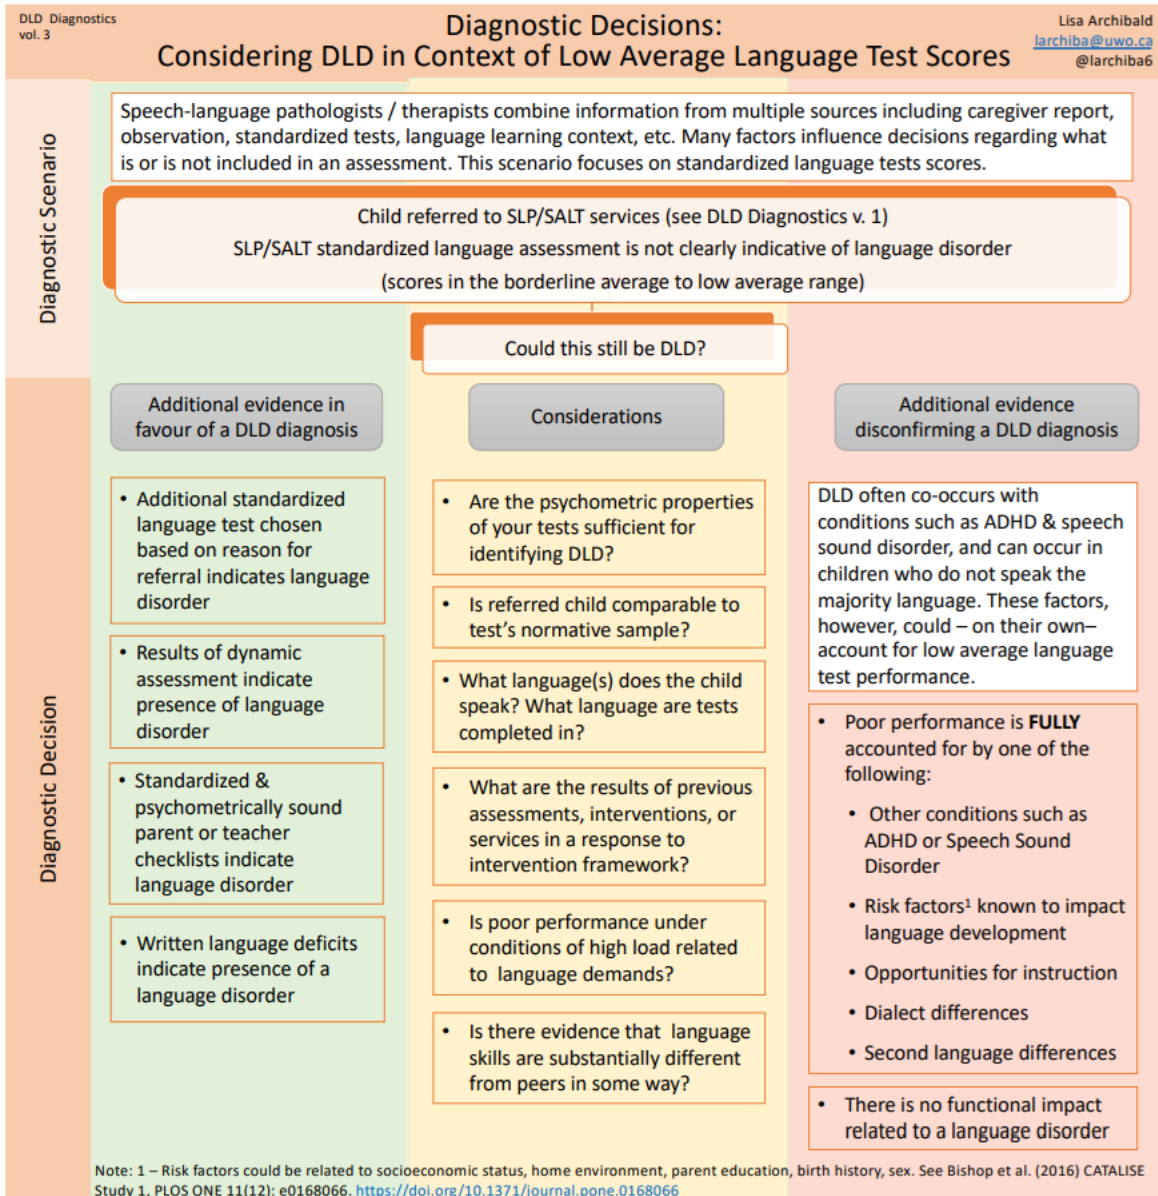 DLD Diagnostics
vol. 3
Diagnostic Decisions:
Considering DLD in Context of Low Average Language Test Scores
Lisa Archibald
larchiba@uwo.ca
@larchiba6
Diagnostic Scenario
Speech-language pathologists / therapists combine information from multiple sources including caregiver report,
observation, standardized tests, language learning context, etc. Many factors influence decisions regarding what
is or is not included in an assessment. This scenario focuses on standardized language tests scores.
Child referred to SLP/SALT services (see DLD Diagnostics v. 1)
SLP/SALT standardized language assessment is not clearly indicative of language disorder
(scores in the borderline average to low average range)
Could this still be DLD?
Diagnostic Decision
Additional evidence in
favour of a DLD diagnosis
• Additional standardized
language test chosen
based on reason for
referral indicates language
disorder
• Results of dynamic
assessment indicate
presence of language
disorder
• Standardized &
psychometrically sound
parent or teacher
checklists indicate
language disorder
• Written language deficits
indicate presence of a
language disorder
Considerations
• Are the psychometric properties
of your tests sufficient for
identifying DLD?
• Is referred child comparable to
test's normative sample?
• What language(s) does the child
speak? What language are tests
completed in?
• What are the results of previous
assessments, interventions, or
services in a response to
intervention framework?
• Is poor performance under
conditions of high load related
to language demands?
• Is there evidence that language
skills are substantially different
from peers in some way?
Additional evidence
disconfirming a DLD diagnosis
DLD often co-occurs with
conditions such as ADHD & speech
sound disorder, and can occur in
children who do not speak the
majority language. These factors,
however, could – on their own–
account for low average language
test performance.
• Poor performance is FULLY
accounted for by one of the
following:
• Other conditions such as
ADHD or Speech Sound
Disorder
• Risk factors¹ known to impact
language development
• Opportunities for instruction
• Dialect differences
• Second language differences
• There is no functional impact
related to a language disorder
Note: 1 – Risk factors could be related to socioeconomic status, home environment, parent education, birth history, sex. See Bishop et al. (2016) CATALISE
Study 1. PLOS ONE 11(12): e0168066. https://doi.org/10.1371/journal.pone.0168066